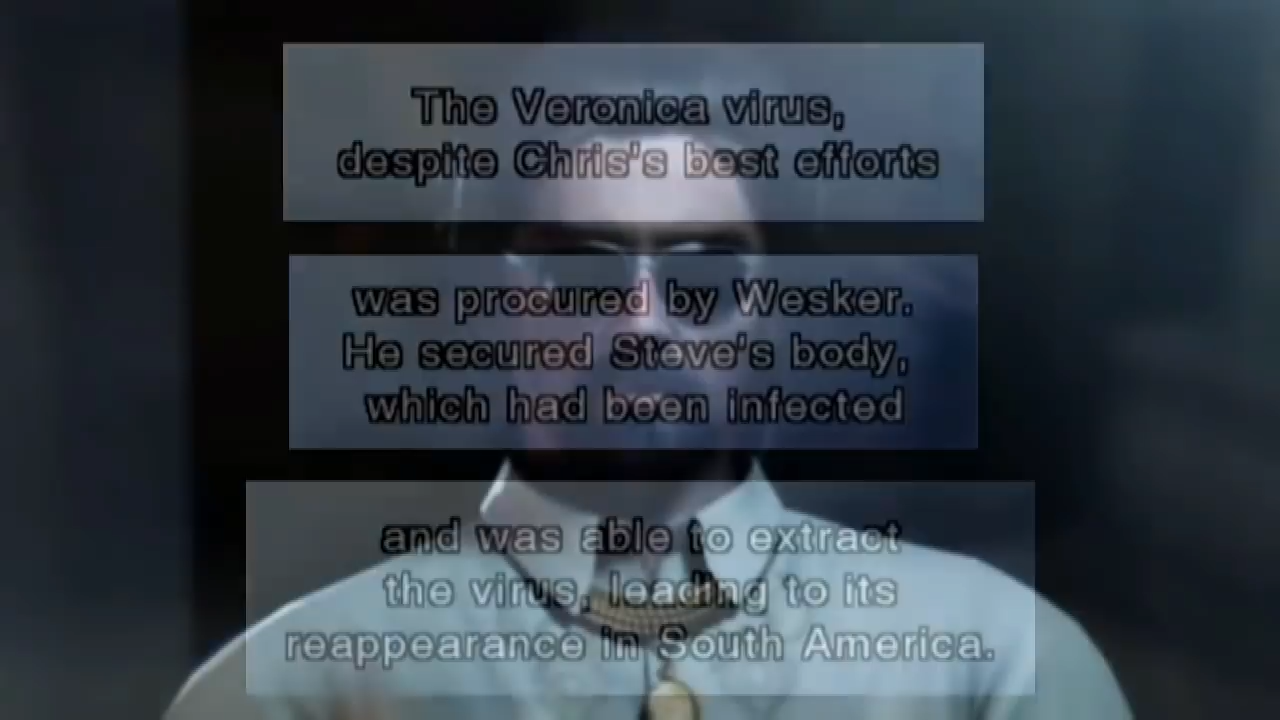 The Veronica virus,
despite Chris's best efforts
was procured by Wesker.
He secured Steve's body,
which had been infected
and was able to extract
the virus, leading to its
reappearance in South America.